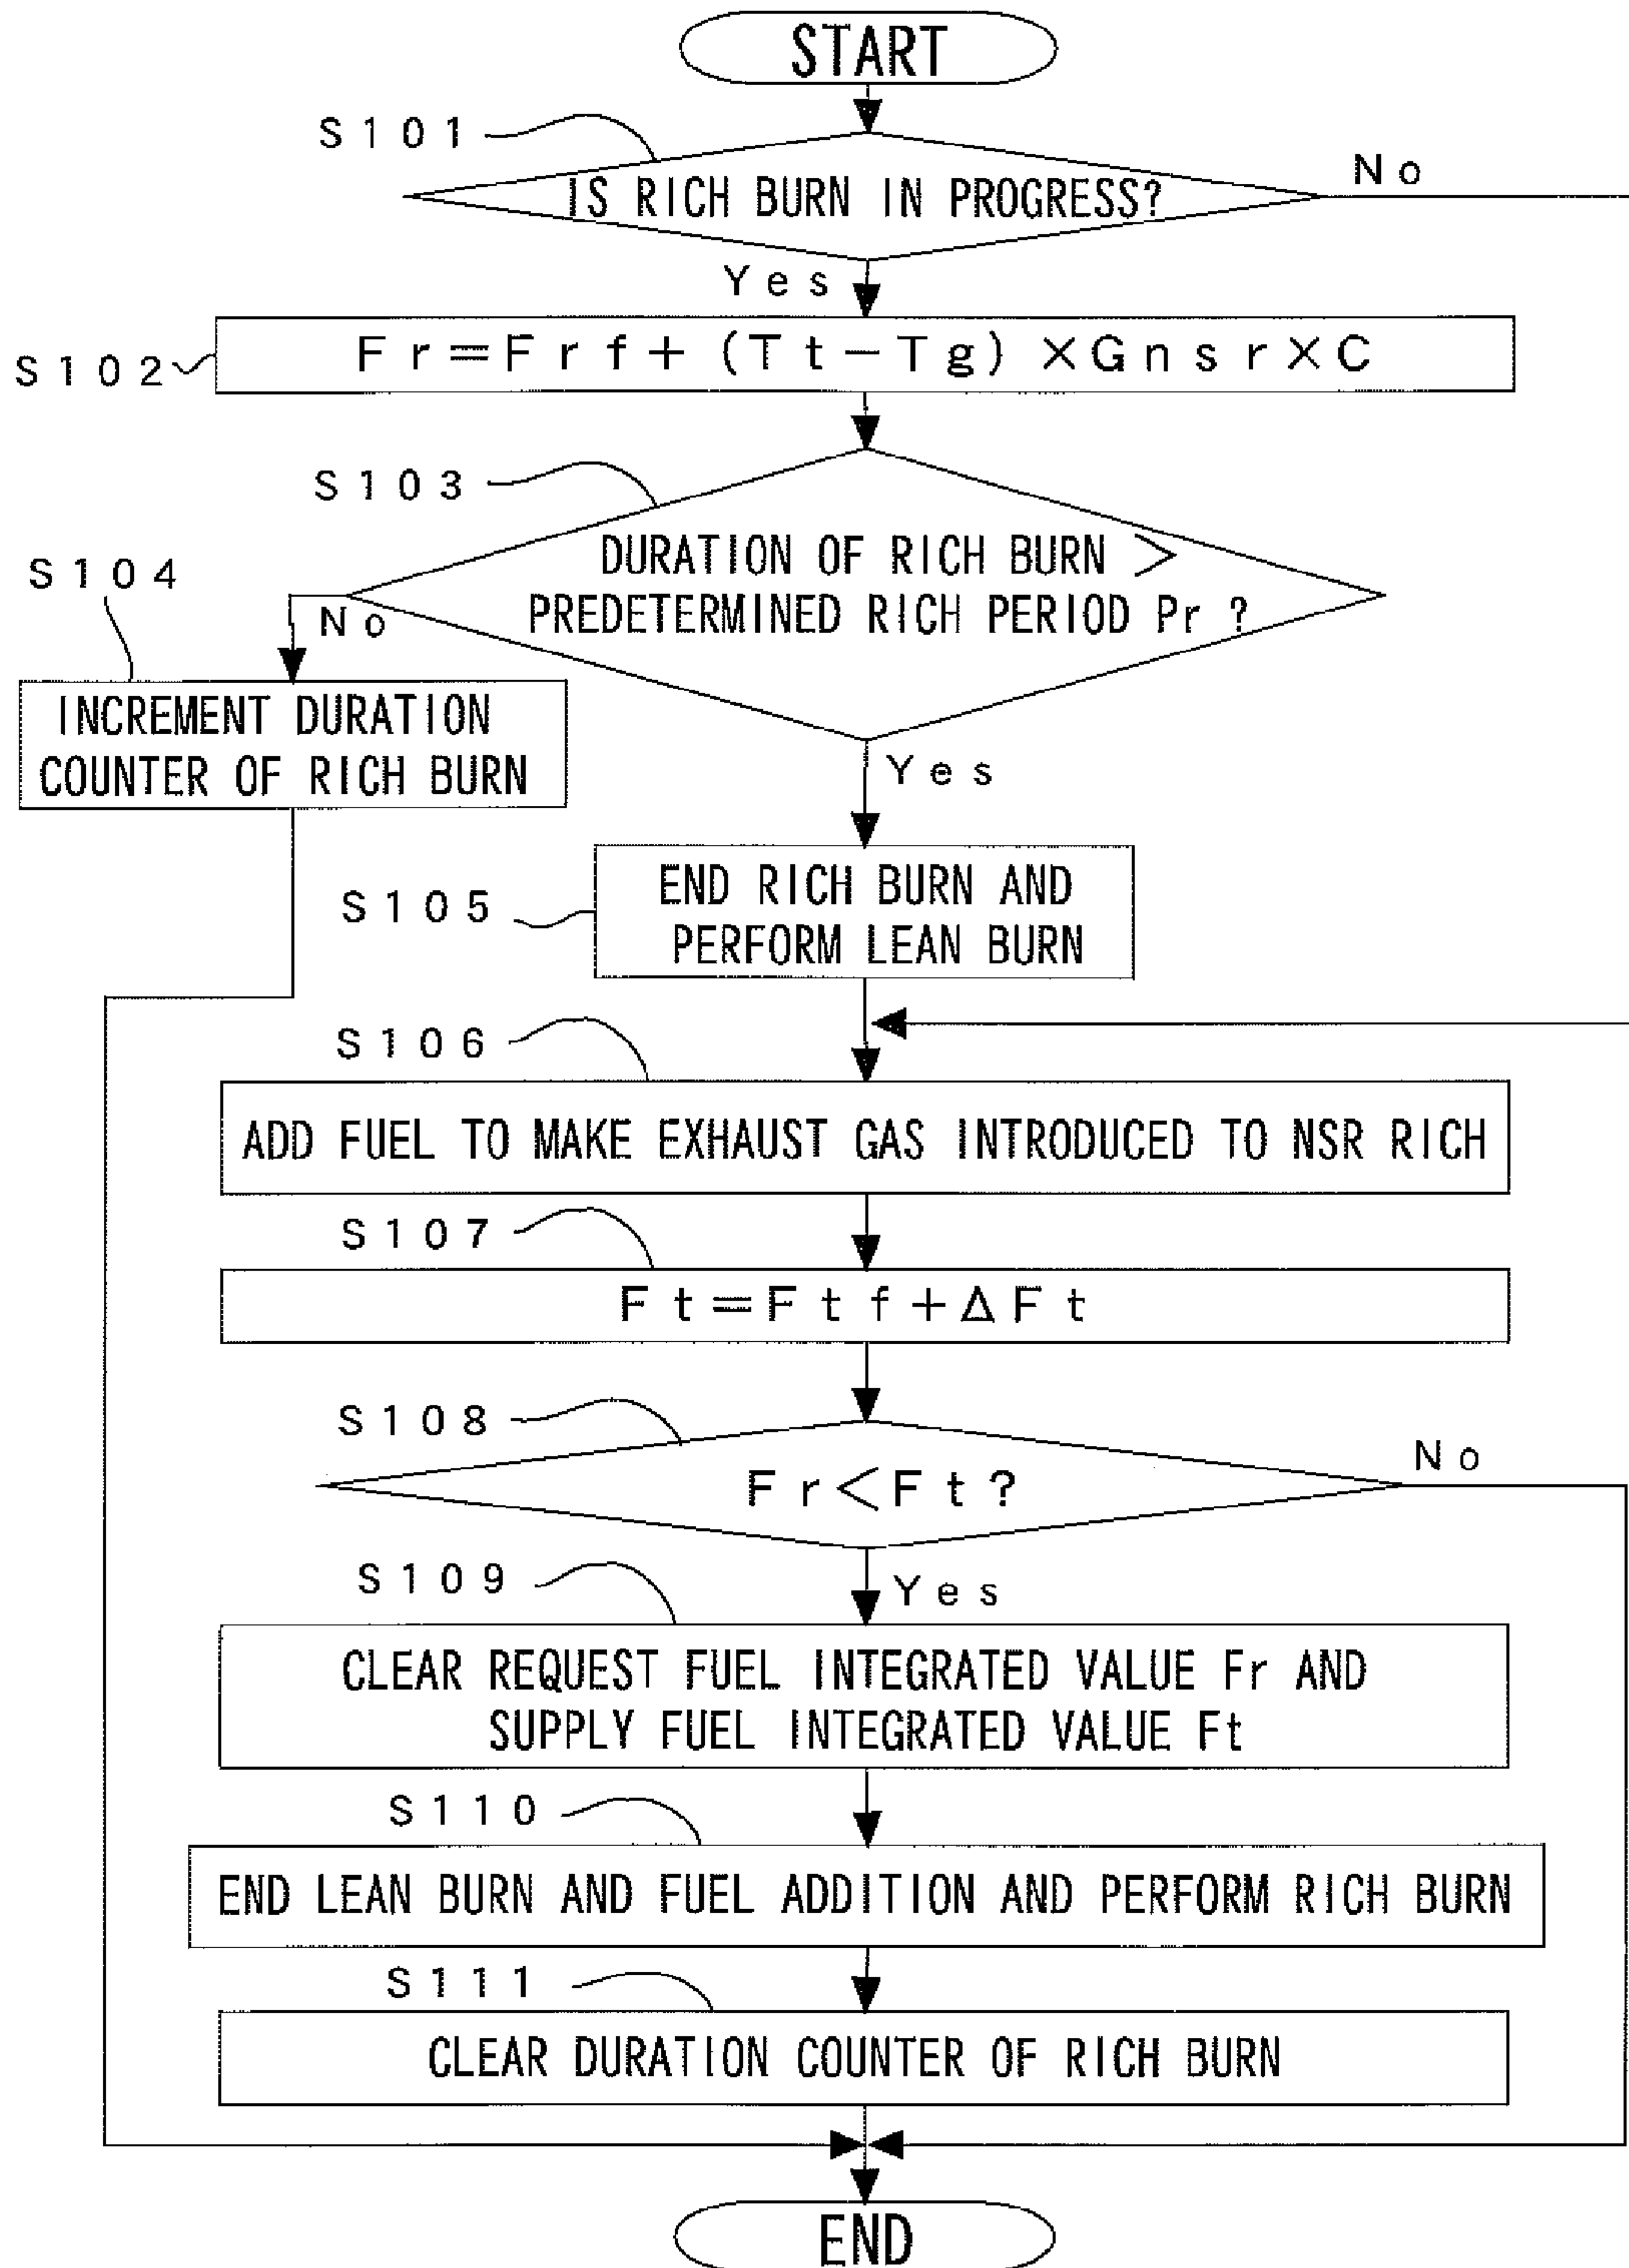 START
S101
No
IS RICH BURN IN PROGRESS?
Yes
S102
Fr=Frf+(Tt-Tg)×Gnsr×C
S103
DURATION OF RICH BURN >
PREDETERMINED RICH PERIOD Pr ?
S104
No
INCREMENT DURATION
COUNTER OF RICH BURN
Yes
S105
END RICH BURN AND
PERFORM LEAN BURN
S106
ADD FUEL TO MAKE EXHAUST GAS INTRODUCED TO NSR RICH
S107
Ft=Ftf+ΔFt
S108
No
Fr<Ft?
S109
Yes
CLEAR REQUEST FUEL INTEGRATED VALUE Fr AND
SUPPLY FUEL INTEGRATED VALUE Ft
S110
END LEAN BURN AND FUEL ADDITION AND PERFORM RICH BURN
S111
CLEAR DURATION COUNTER OF RICH BURN
END